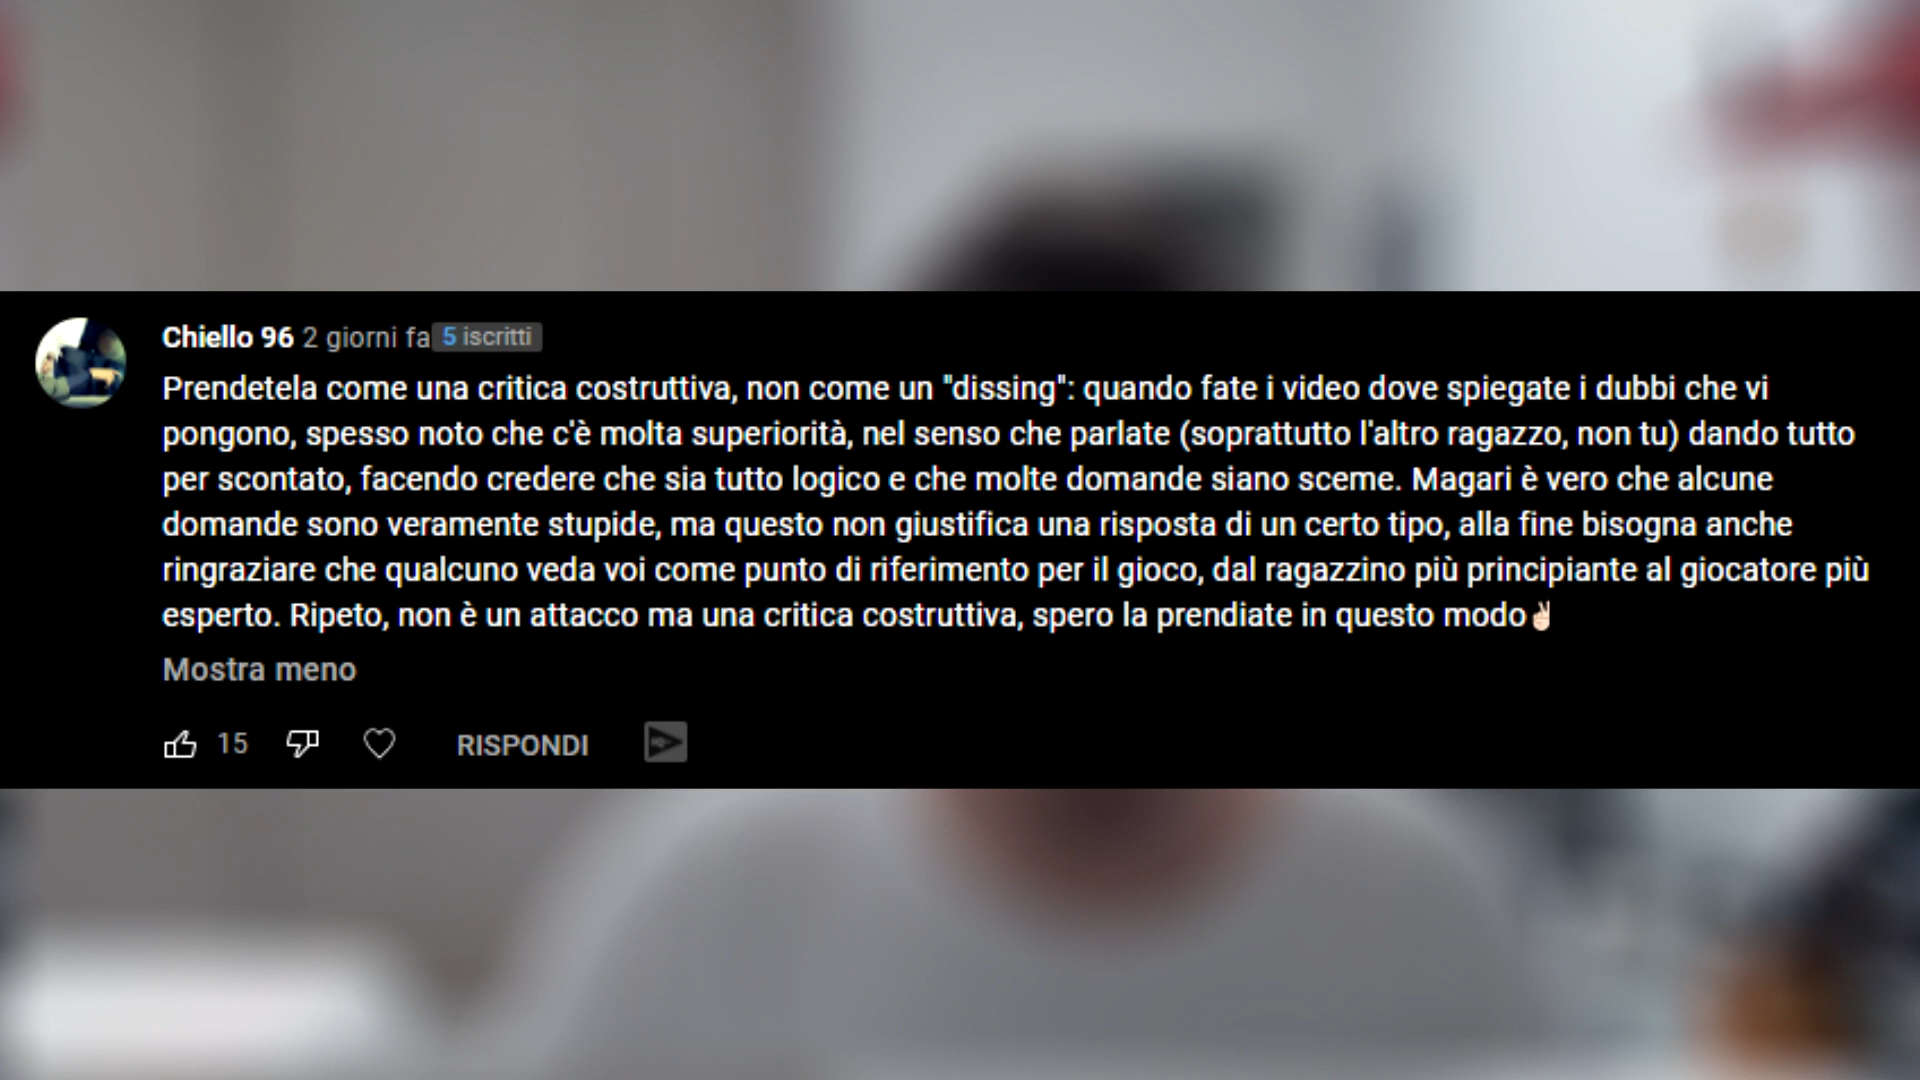 Chiello 96 2 giorni fa 5 iscritti
Prendetela come una critica costruttiva, non come un "dissing": quando fate i video dove spiegate i dubbi che vi
pongono, spesso noto che c'è molta superiorità, nel senso che parlate (soprattutto l'altro ragazzo, non tu) dando tutto
per scontato, facendo credere che sia tutto logico e che molte domande siano sceme. Magari è vero che alcune
domande sono veramente stupide, ma questo non giustifica una risposta di un certo tipo, alla fine bisogna anche
ringraziare che qualcuno veda voi come punto di riferimento per il gioco, dal ragazzino più principiante al giocatore più
esperto. Ripeto, non è un attacco ma una critica costruttiva, spero la prendiate in questo modo✌🏻
Mostra meno
15 RISPONDI